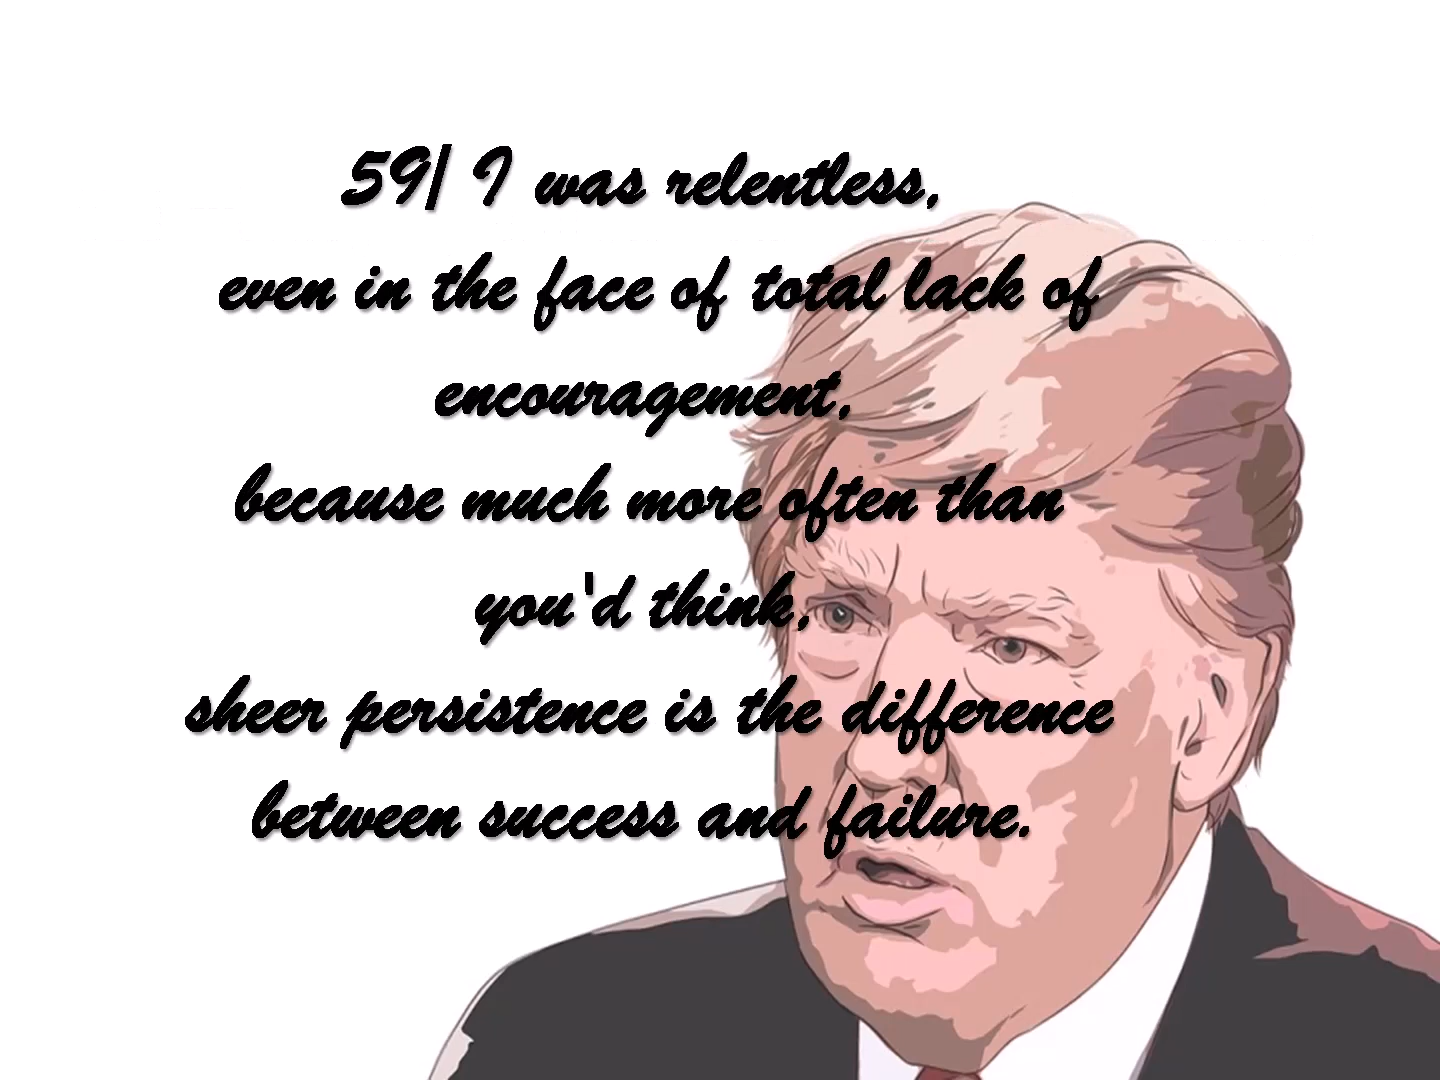 59| I was relentless,
even in the face of total lack of
encouragement,
because much more often than
you'd think,
sheer persistence is the difference
between success and failure.